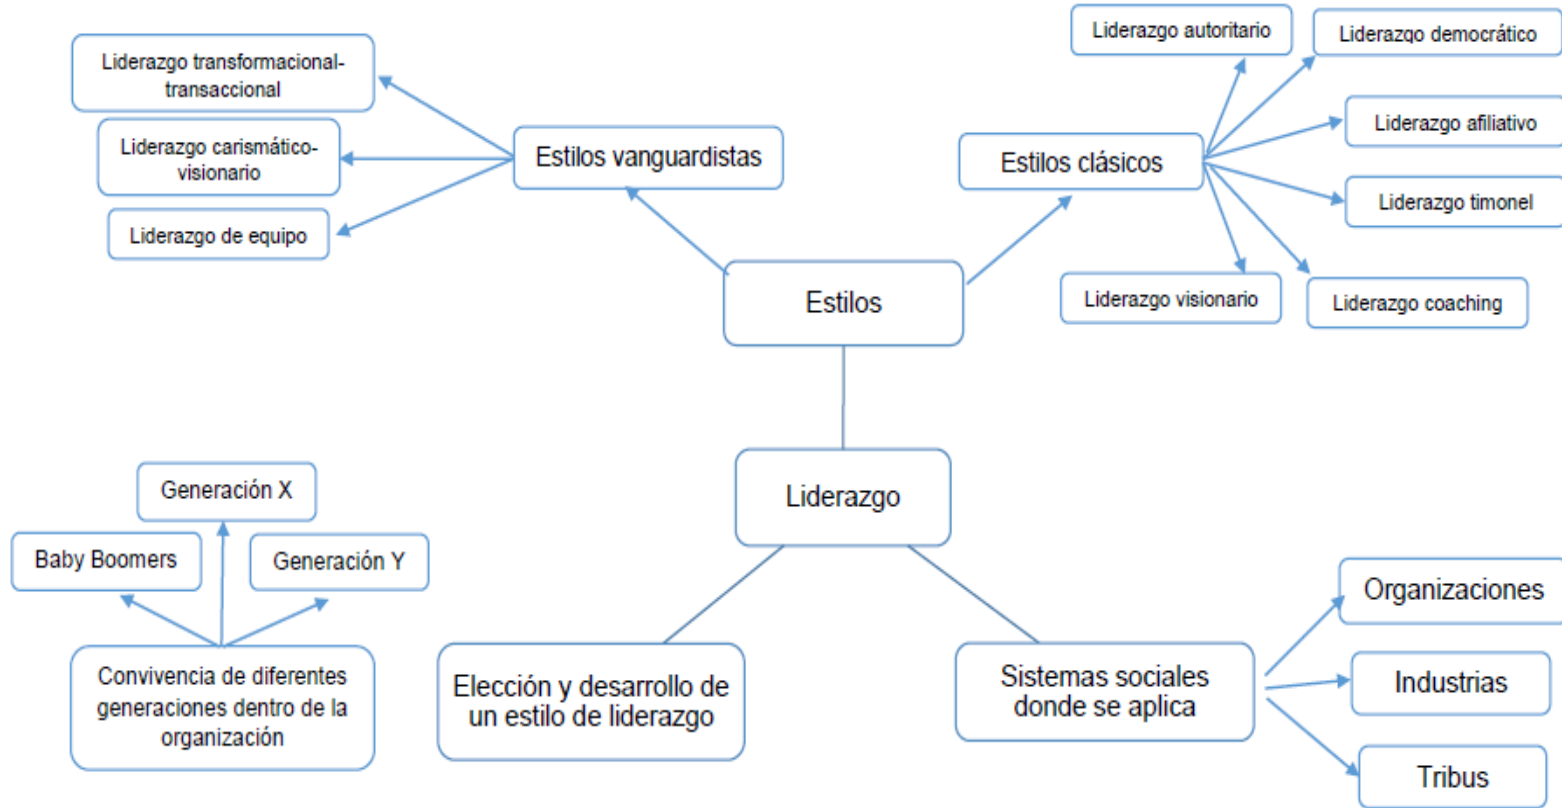 Liderazgo transformacional-
transaccional
Liderazgo carismático-
visionario
Liderazgo de equipo
Estilos vanguardistas
Liderazgo autoritario
Liderazgo democrático
Liderazgo afiliativo
Liderazgo timonel
Liderazgo coaching
Liderazgo visionario
Estilos clásicos
Estilos
Liderazgo
Generación X
Baby Boomers
Generación Y
Convivencia de diferentes
generaciones dentro de la
organización
Elección y desarrollo de
un estilo de liderazgo
Sistemas sociales
donde se aplica
Organizaciones
Industrias
Tribus